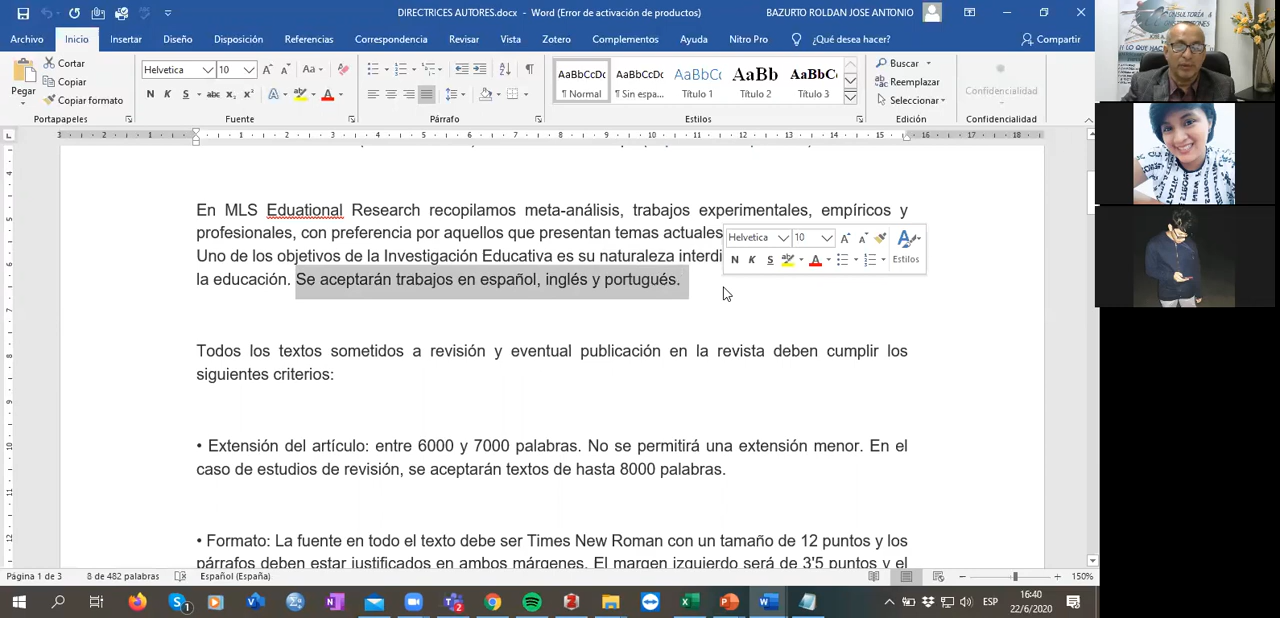 DIRECTRICES AUTORES.docx - Word (Error de activación de productos)
BAZURTO ROLDAN JOSE ANTONIO
Archivo Inicio Insertar Diseño Disposición Referencias Correspondencia Revisar Vista Zotero Complementos Ayuda Nitro Pro ¿Qué desea hacer? Compartir
Pegar
Cortar
Copiar
Copiar formato
Portapapeles
Helvetica 10
N K S abc
Fuente
Párrafo
AaBbCcDc AaBbCcDc AaBbC AaBb AaBbC
¶ Normal ¶ Sin espa... Título 1 Título 2 Título 3
Estilos
Buscar
Reemplazar
Seleccionar
Edición
Confidencialidad
Confidencialidad
En MLS Eduational Research recopilamos meta-análisis, trabajos experimentales, empíricos y
profesionales, con preferencia por aquellos que presentan temas actuales
Uno de los objetivos de la Investigación Educativa es su naturaleza interdi
la educación. Se aceptarán trabajos en español, inglés y portugués.
Helvetica 10
N K S
Estilos
Todos los textos sometidos a revisión y eventual publicación en la revista deben cumplir los
siguientes criterios:
• Extensión del artículo: entre 6000 y 7000 palabras. No se permitirá una extensión menor. En el
caso de estudios de revisión, se aceptarán textos de hasta 8000 palabras.
• Formato: La fuente en todo el texto debe ser Times New Roman con un tamaño de 12 puntos y los
párrafos deben estar justificados en ambos márgenes. El margen izquierdo será de 3'5 puntos y el
Página 1 de 3 8 de 482 palabras Español (España) 150%
ESP
16:40
22/6/2020